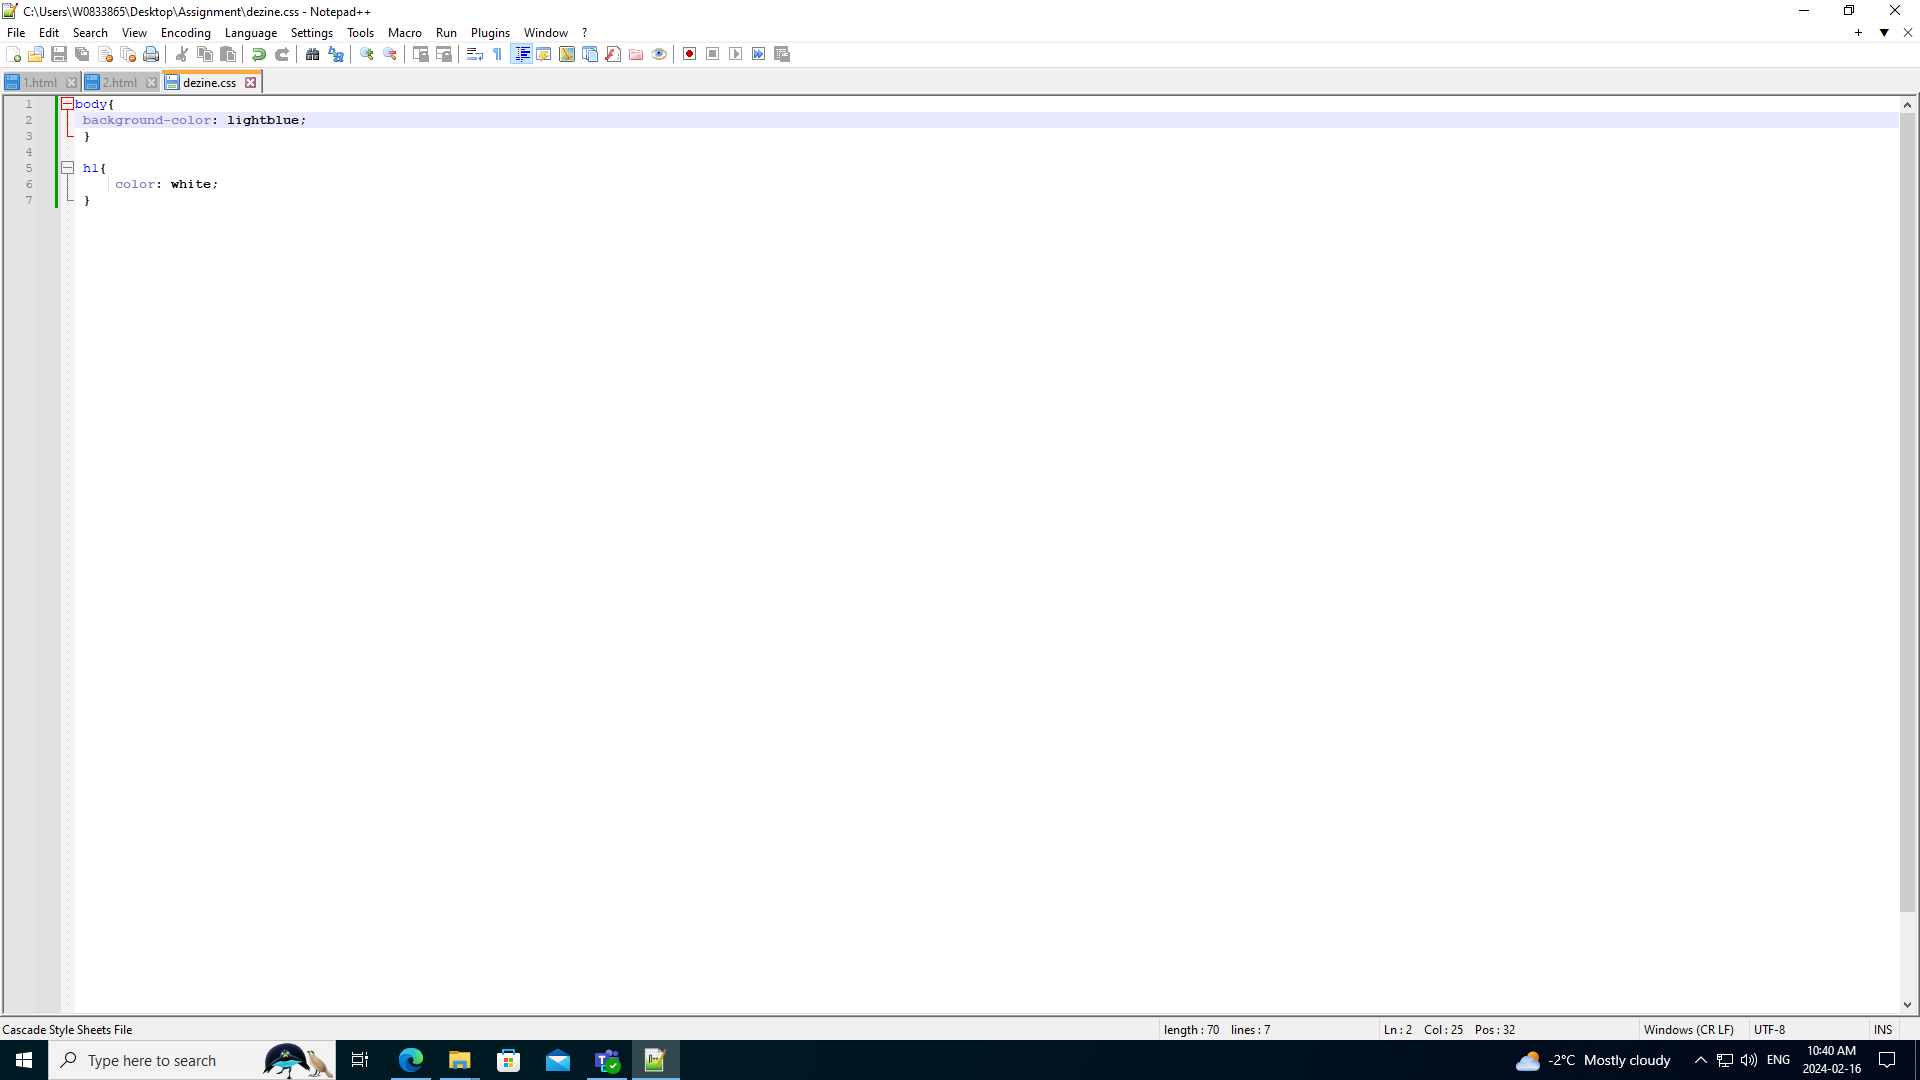 C:\Users\W0833865\Desktop\Assignment\dezine.css - Notepad++
File Edit Search View Encoding Language Settings Tools Macro Run Plugins Window ?
1.html 2.html dezine.css
1 body{
2 background-color: lightblue;
3 }
4
5 h1{
6 color: white;
7 }
Cascade Style Sheets File length : 70 lines : 7 Ln : 2 Col : 25 Pos : 32 Windows (CR LF) UTF-8 INS
Type here to search -2°C Mostly cloudy ENG 10:40 AM
2024-02-16